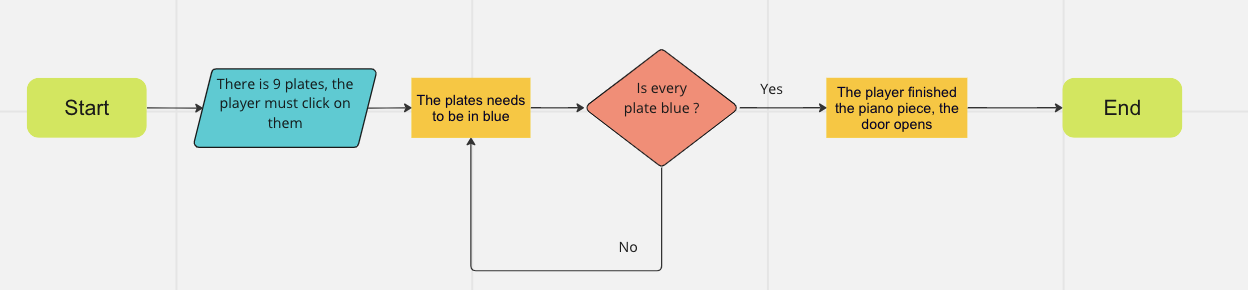 Start
There is 9 plates, the
player must click on
them
The plates needs
to be in blue
Is every
plate blue ?
Yes
The player finished
the piano piece, the
door opens
End
No